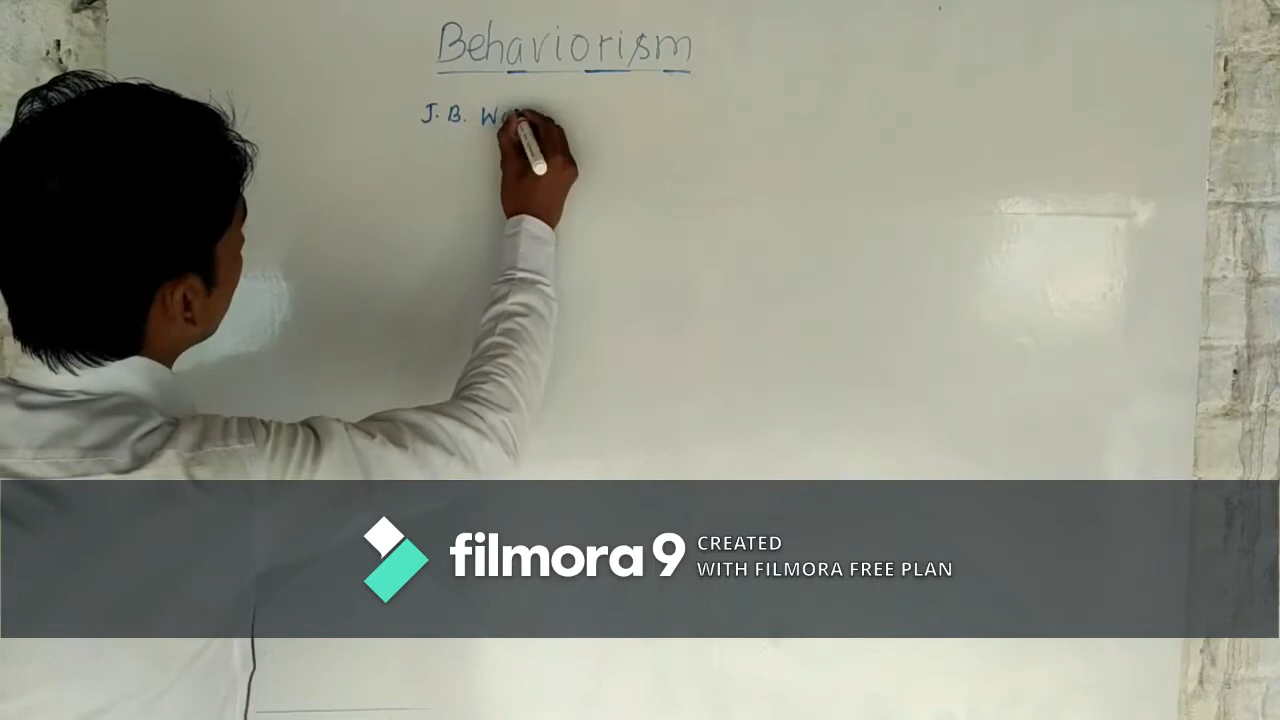 Behaviorism
J. B.
filmora 9
CREATED
WITH FILMORA FREE PLAN